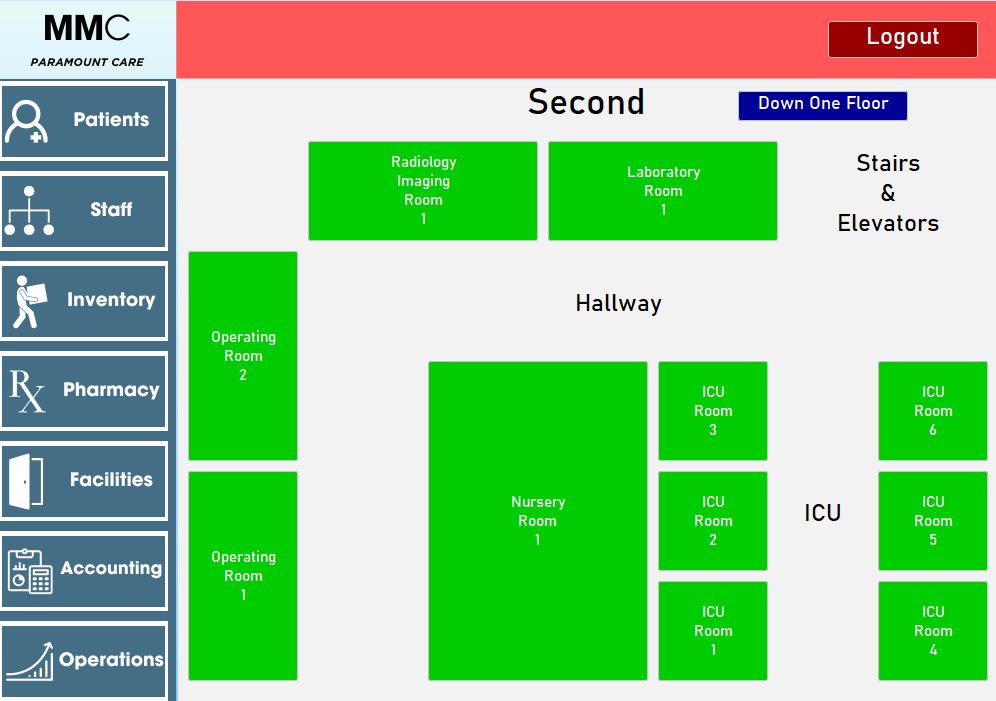 MMC
PARAMOUNT CARE
Logout
Patients
Staff
Inventory
Pharmacy
Facilities
Accounting
Operations
Second
Down One Floor
Radiology
Imaging
Room
1
Laboratory
Room
1
Stairs
&
Elevators
Operating
Room
2
Hallway
Operating
Room
1
Nursery
Room
1
ICU
Room
3
ICU
Room
2
ICU
Room
1
ICU
ICU
Room
6
ICU
Room
5
ICU
Room
4